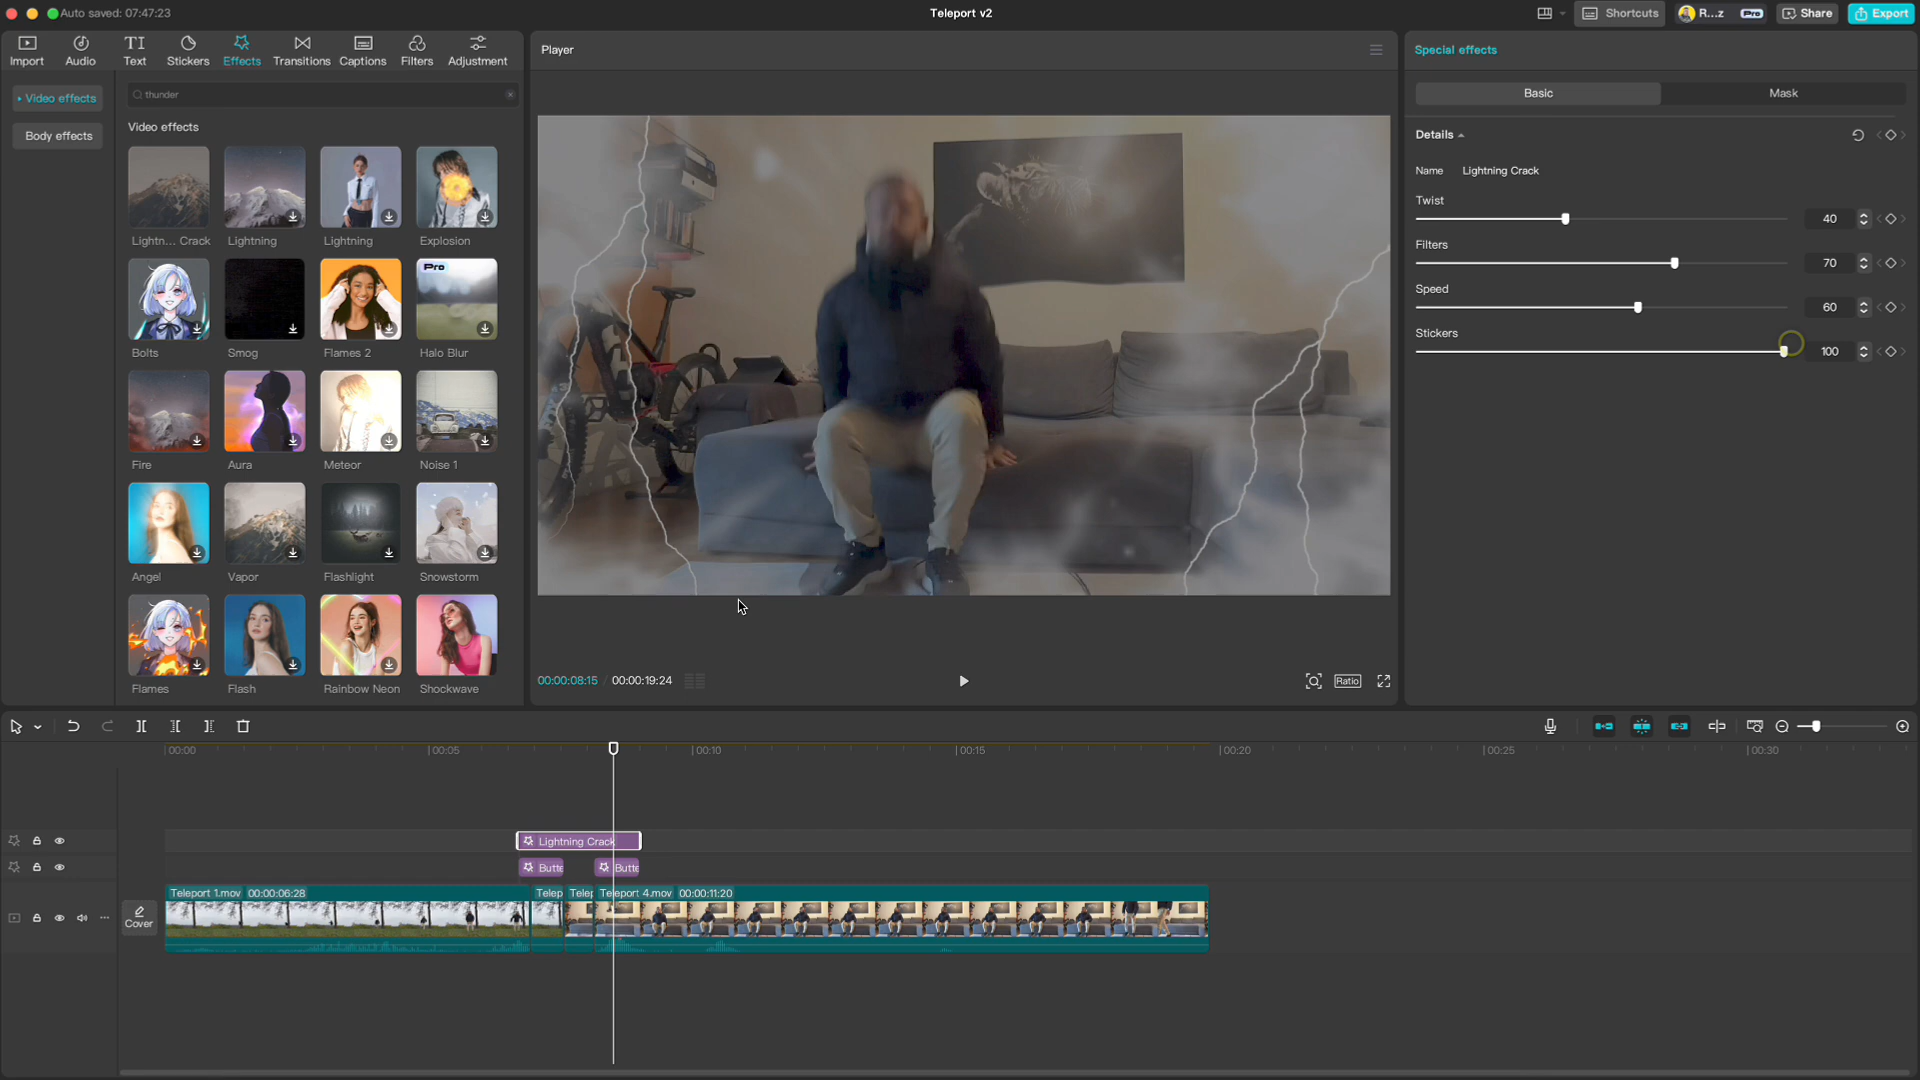 Auto saved: 07:47:23
Teleport v2
Shortcuts
R...z
Pro
Share
Export
Import
Audio
Text
Stickers
Effects
Transitions
Captions
Filters
Adjustment
Video effects
Body effects
thunder
Video effects
Lightn... Crack
Lightning
Lightning
Explosion
Bolts
Smog
Flames 2
Pro
Halo Blur
Fire
Aura
Meteor
Noise 1
Angel
Vapor
Flashlight
Snowstorm
Flames
Flash
Rainbow Neon
Shockwave
Player
00:00:08:15 / 00:00:19:24
Ratio
Special effects
Basic
Mask
Details
Name Lightning Crack
Twist
40
Filters
70
Speed
60
Stickers
100
00:00
00:05
00:10
00:15
00:20
00:25
00:30
Lightning Crack
Butte
Butte
Cover
Teleport 1.mov 00:00:06:28
Telep
Telep
Teleport 4.mov 00:00:11:20